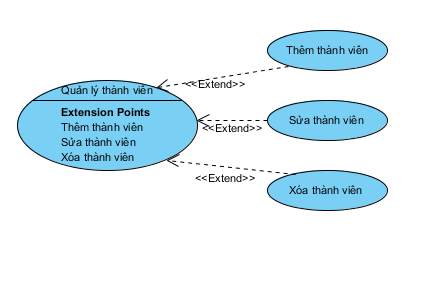 Quản lý thành viên
Extension Points
Thêm thành viên
Sửa thành viên
Xóa thành viên
<<Extend>>
Thêm thành viên
<<Extend>>
Sửa thành viên
<<Extend>>
Xóa thành viên